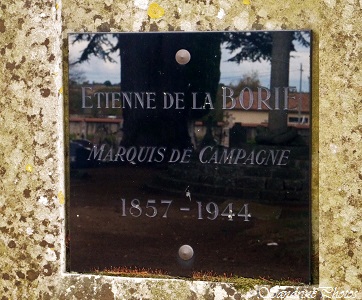 ETIENNE DE LA BORIE
MARQUIS DE CAMPAGNE
1857 - 1944